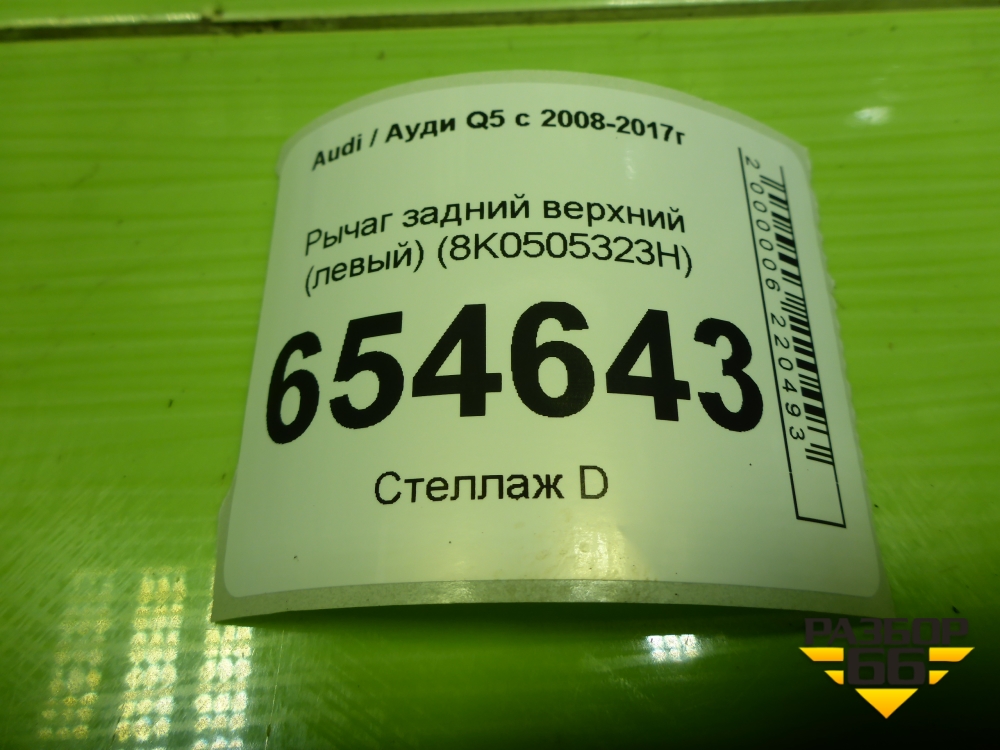 Audi / Ауди Q5 с 2008-2017г
Рычаг задний верхний
(левый) (8K0505323H)
654643
Стеллаж D
2000006220493
РАЗБОР
66